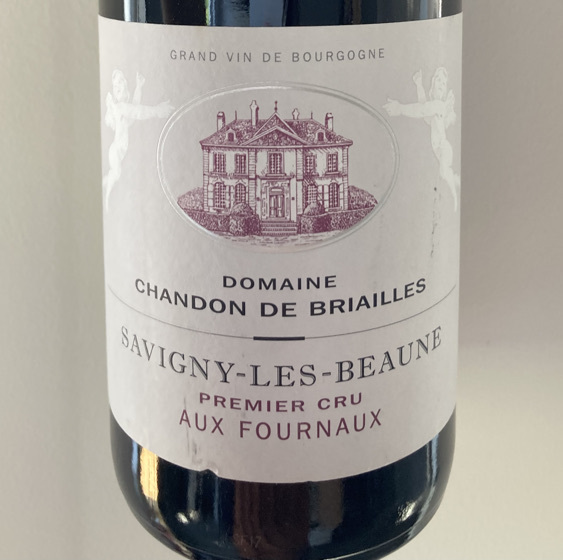 GRAND VIN DE BOURGOGNE
DOMAINE
CHANDON DE BRIAILLES
SAVIGNY-LES-BEAUNE
PREMIER CRU
AUX FOURNAUX